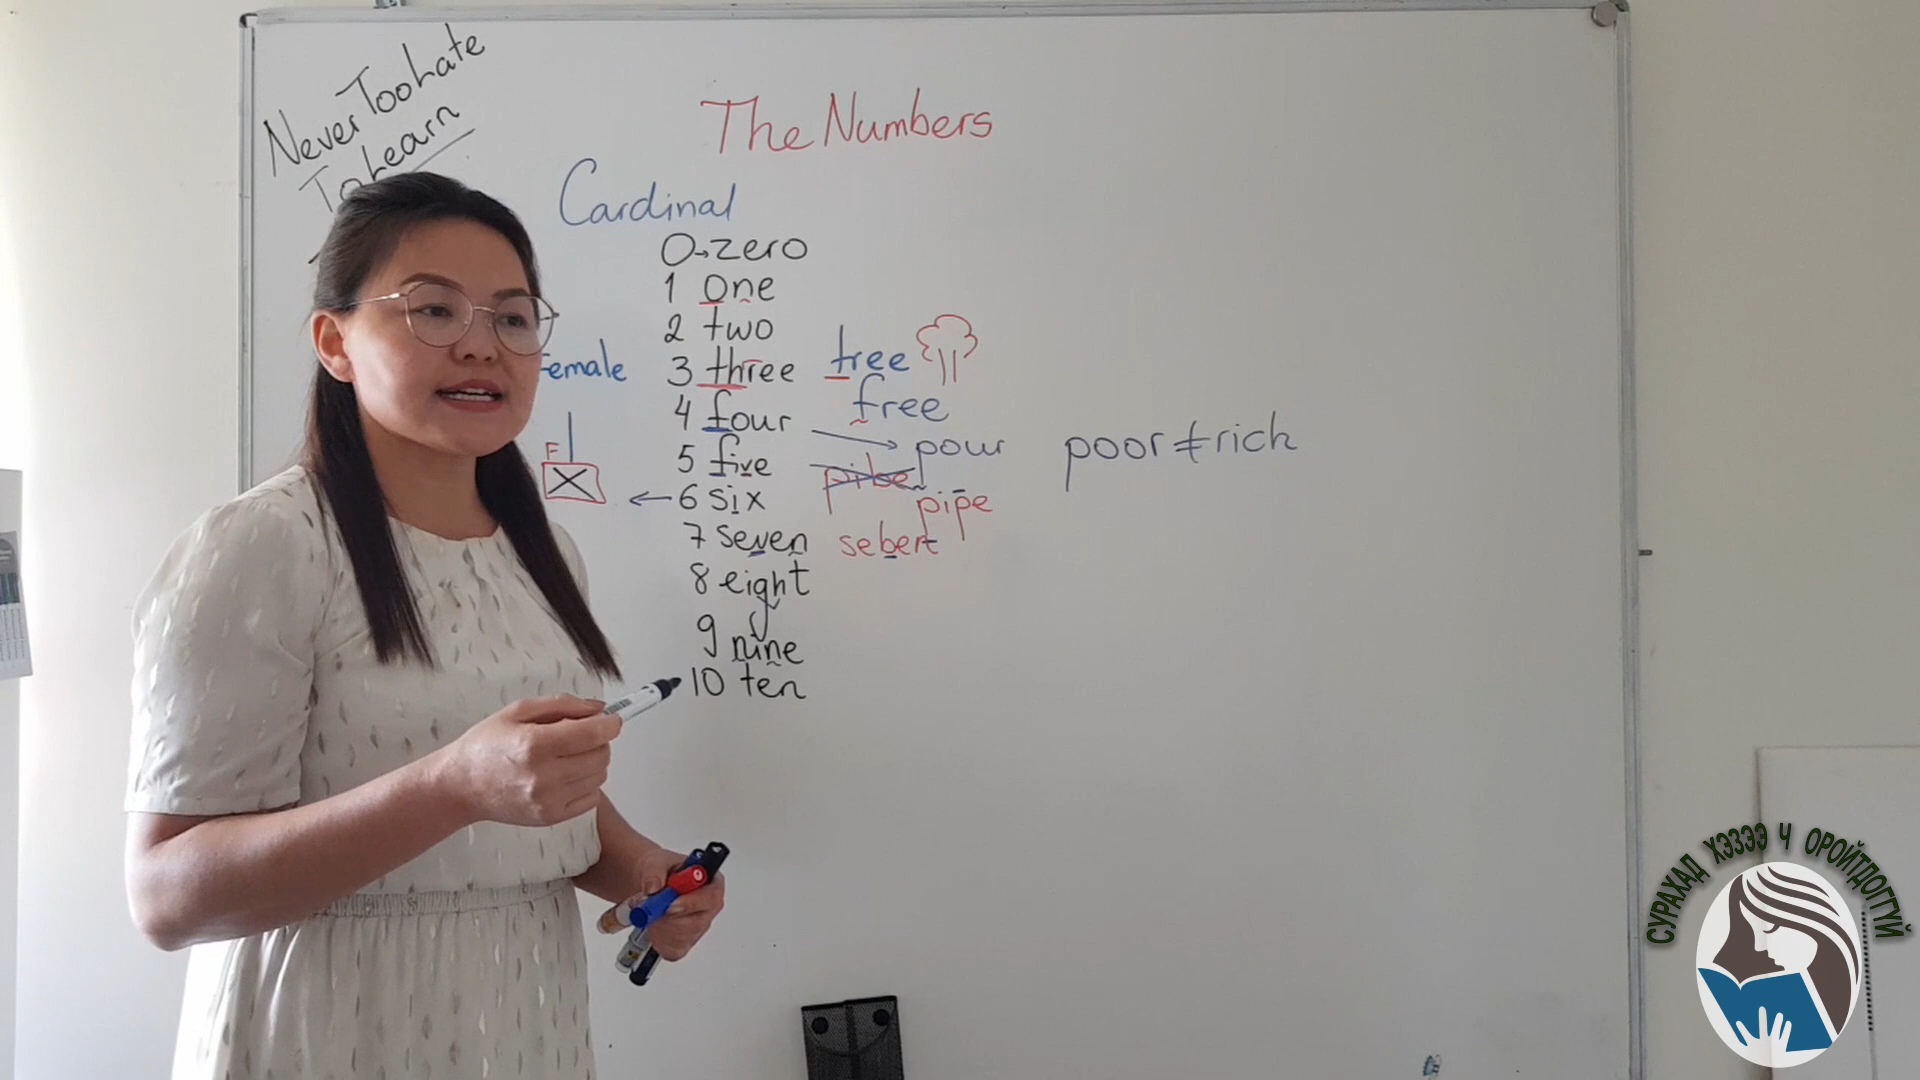 Never Too Late
To Learn
The Numbers
Cardinal
0→zero
1 one
2 two
3 three tree
free
4 four → pour poor ≠ rich
5 five pibe
pipe
← 6 six
7 seven sebert
8 eight
9 nine
10 ten
Female
F
СУРАХАД ХЭЗЭЭ Ч ОРОЙТДОГГҮЙ